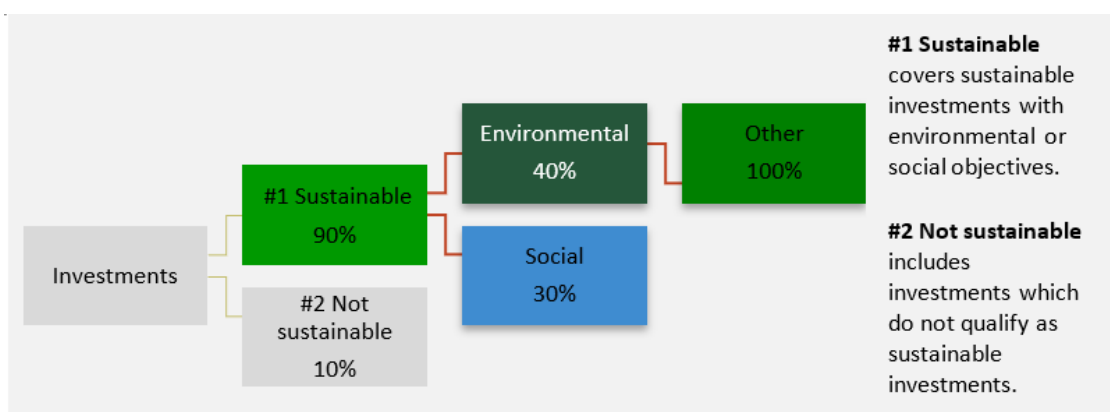 Investments
#1 Sustainable
90%
#2 Not
sustainable
10%
Environmental
40%
Social
30%
Other
100%
#1 Sustainable
covers sustainable
investments with
environmental or
social objectives.
#2 Not sustainable
includes
investments which
do not qualify as
sustainable
investments.